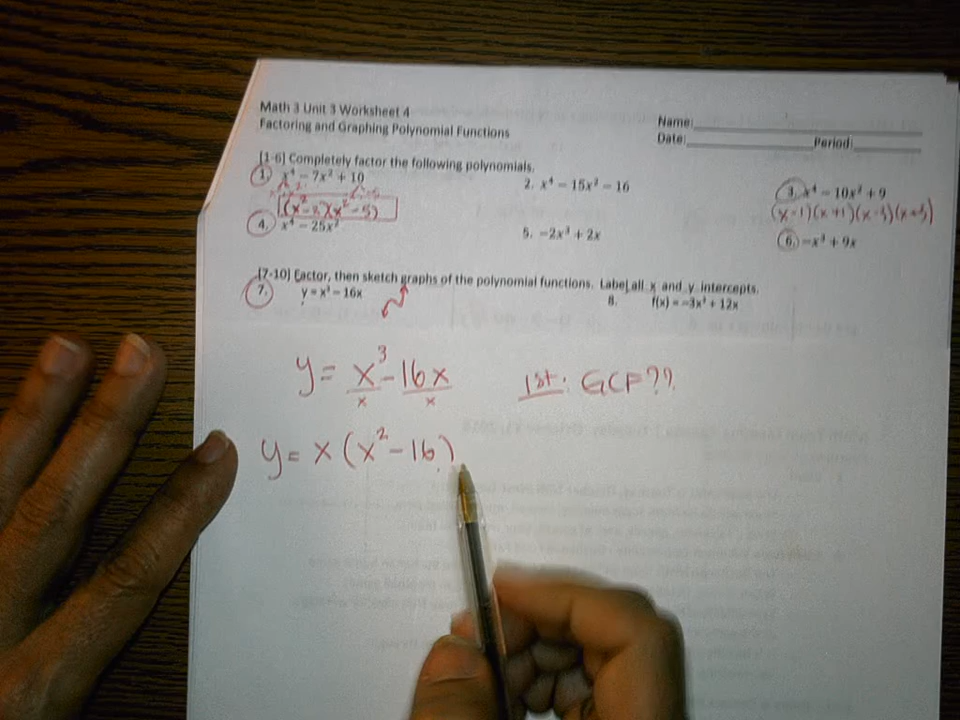 Math 3 Unit 3 Worksheet 4
Factoring and Graphing Polynomial Functions
Name:
Date: Period:
[1-6] Completely factor the following polynomials.
1. x⁴ − 7x² + 10
2. x⁴ − 15x² − 16
3. x⁴ − 10x² + 9
(x²−2)(x²−5)
(x−1)(x+1)(x−3)(x+3)
4. x⁴ − 25x²
5. −2x³ + 2x
6. −x³ + 9x
[7-10] Factor, then sketch graphs of the polynomial functions. Label all x and y intercepts.
7. y = x³ − 16x
8. f(x) = −3x³ + 12x
y = x³ − 16x
x x
1st: GCF??
y = x (x² − 16)